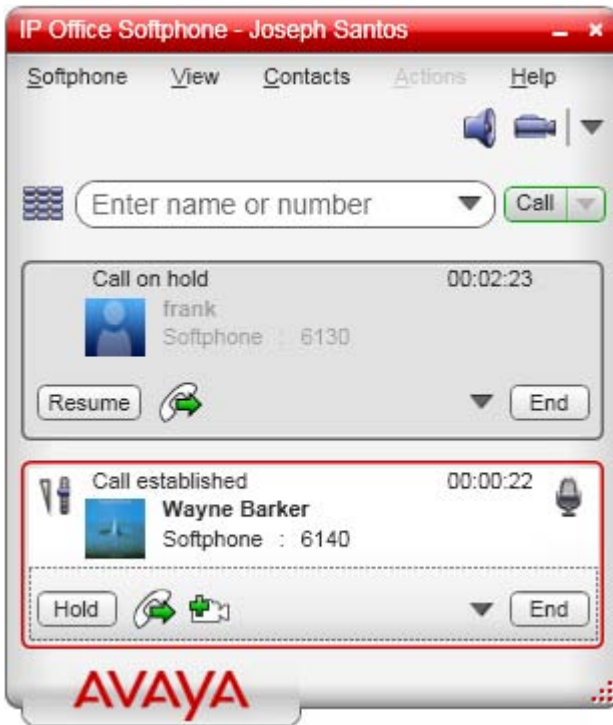 IP Office Softphone - Joseph Santos
Softphone View Contacts Actions Help
Enter name or number Call
Call on hold 00:02:23
frank
Softphone : 6130
Resume End
Call established 00:00:22
Wayne Barker
Softphone : 6140
Hold End
AVAYA